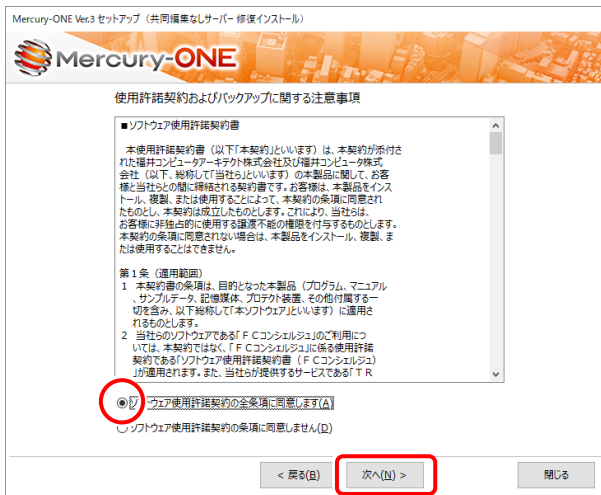 Mercury-ONE Ver.3 セットアップ（共同編集なしサーバー 修復インストール）
Mercury-ONE
使用許諾契約およびバックアップに関する注意事項
■ソフトウェア使用許諾契約書
本使用許諾契約書（以下「本契約」といいます）は、本契約が添付さ
れた福井コンピュータアーキテクト株式会社及び福井コンピュータ株式
会社（以下、総称して「当社ら」といいます）の本製品に関して、お客
様と当社らとの間に締結される契約書です。お客様は、本製品をインス
トール、複製、または使用することによって、本契約の条項に同意され
たものとし、本契約は成立したものとします。これにより、当社らは、
お客様に非独占的に使用する譲渡不能の権限を付与するものとします。
本契約の条項に同意されない場合は、本製品をインストール、複製、ま
たは使用することはできません。
第１条（適用範囲）
１ 本契約書の条項は、目的となった本製品（プログラム、マニュアル
、サンプルデータ、記憶媒体、プロテクト装置、その他付属する一
切を含み、以下総称して「本ソフトウェア」といいます）に適用さ
れるものとします。
２ 当社らのソフトウェアである「ＦＣコンシェルジュ」のご利用につ
いては、本契約ではなく、「ＦＣコンシェルジュ」に係る使用許諾
契約である「ソフトウェア使用許諾契約書（ＦＣコンシェルジュ）
」が適用されます。また、当社らが提供するサービスである「ＴＲ
ソフトウェア使用許諾契約の全条項に同意します(A)
ソフトウェア使用許諾契約の条項に同意しません(D)
< 戻る(B) 次へ(N) > 閉じる